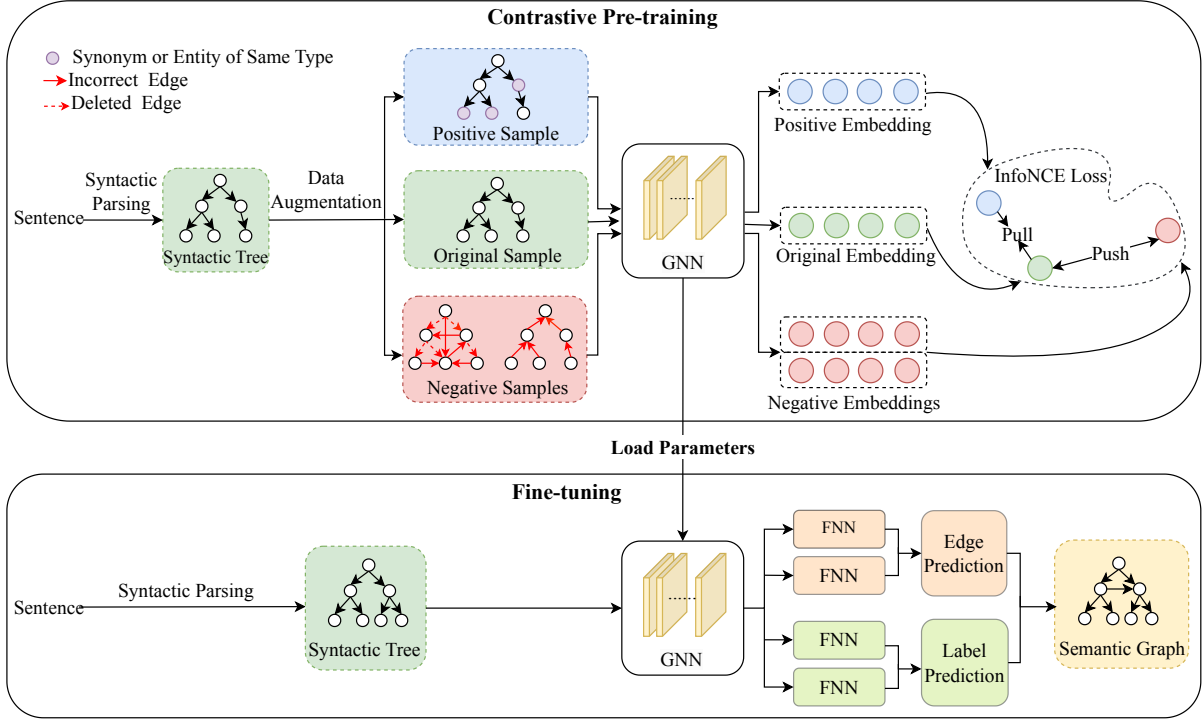 Contrastive Pre-training
Synonym or Entity of Same Type
Incorrect Edge
Deleted Edge
Sentence
Syntactic
Parsing
Syntactic Tree
Data
Augmentation
Positive Sample
Original Sample
Negative Samples
GNN
Positive Embedding
Original Embedding
Negative Embeddings
InfoNCE Loss
Pull
Push
Load Parameters
Fine-tuning
Sentence
Syntactic Parsing
Syntactic Tree
GNN
FNN
FNN
FNN
FNN
Edge
Prediction
Label
Prediction
Semantic Graph